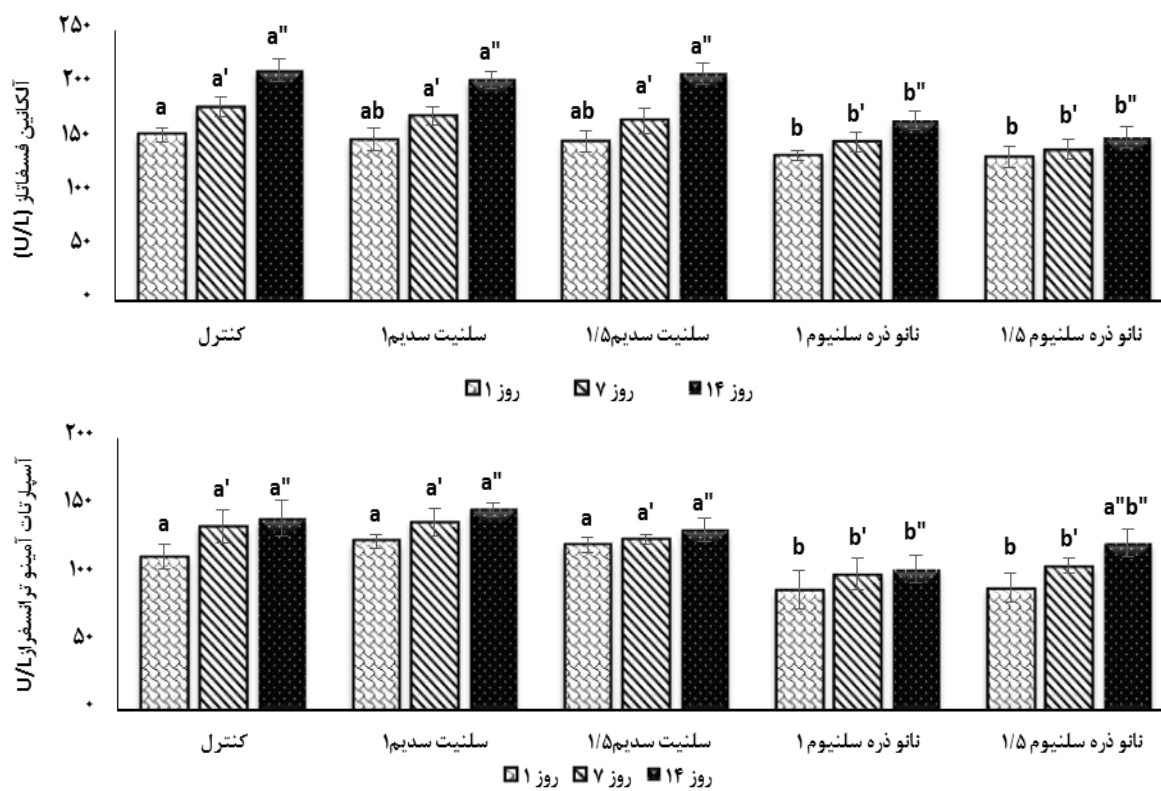 آلکالین فسفاتاز (U/L)
۲۵۰
۲۰۰
۱۵۰
۱۰۰
۵۰
۰
a a' a"
ab a' a"
ab a' a"
b b' b"
b b' b"
کنترل
سلنیت سدیم۱
سلنیت سدیم۱/۵
نانو ذره سلنیوم ۱
نانو ذره سلنیوم ۱/۵
روز ۱ روز ۷ روز ۱۴
آسپارتات آمینو ترانسفرازU/L
۲۰۰
۱۵۰
۱۰۰
۵۰
۰
a a' a"
a a' a"
a a' a"
b b' b"
b b' a"b"
کنترل
سلنیت سدیم۱
سلنیت سدیم۱/۵
نانو ذره سلنیوم ۱
نانو ذره سلنیوم ۱/۵
روز ۱ روز ۷ روز ۱۴